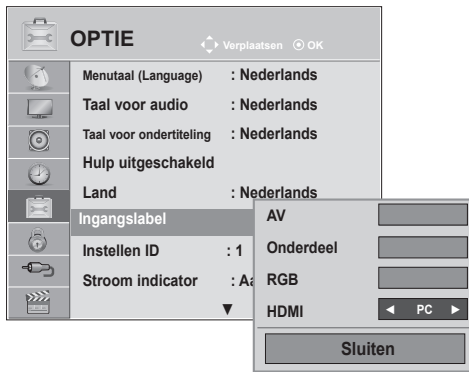 OPTIE
Verplaatsen OK
Menutaal (Language) : Nederlands
Taal voor audio : Nederlands
Taal voor ondertiteling : Nederlands
Hulp uitgeschakeld
Land : Nederlands
Ingangslabel
Instellen ID : 1
Stroom indicator : Aa
AV
Onderdeel
RGB
HDMI ◄ PC ►
Sluiten